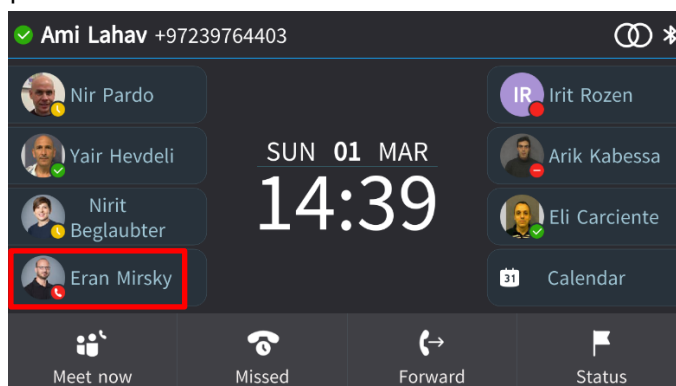 Ami Lahav +97239764403
Nir Pardo
IR Irit Rozen
Yair Hevdeli
SUN 01 MAR
Arik Kabessa
14:39
Nirit
Beglaubter
Eli Carciente
Eran Mirsky
31 Calendar
Meet now
Missed
Forward
Status